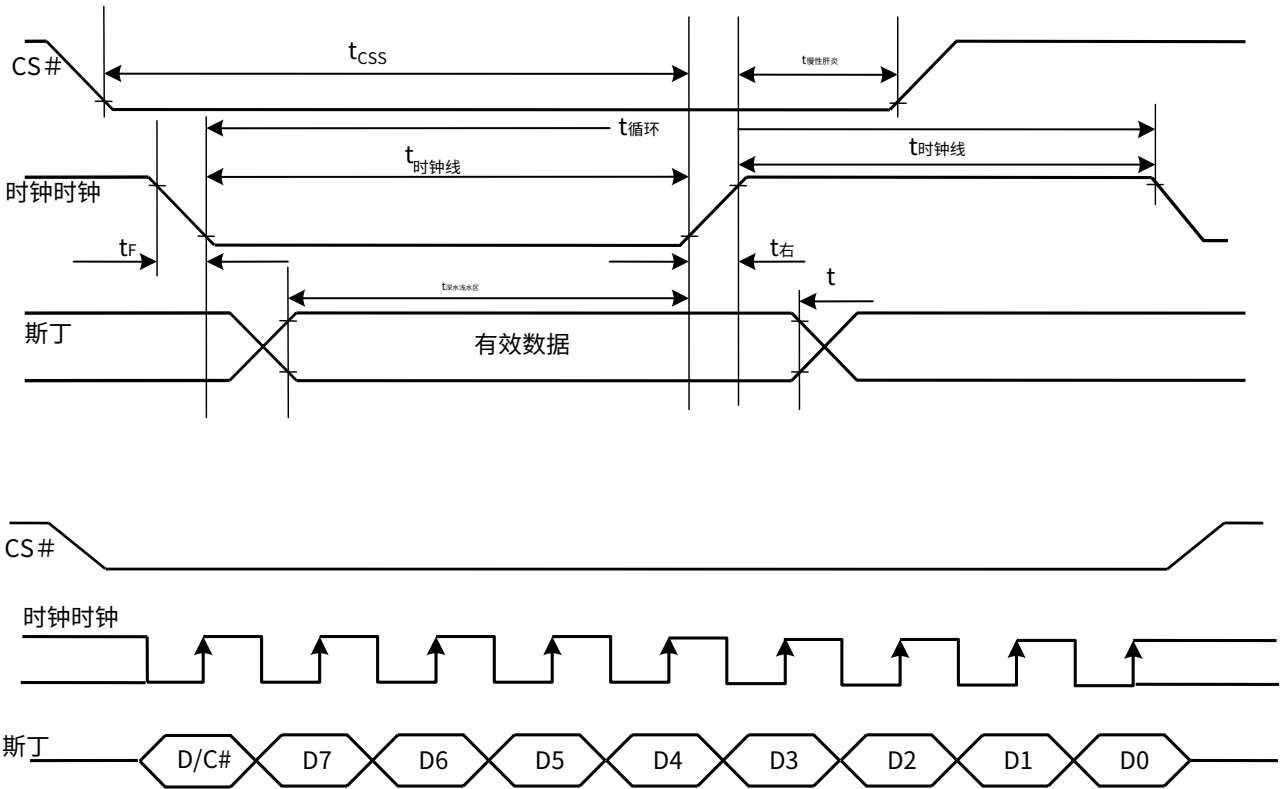 tCSS
t慢性肝炎
CS#
t循环
t时钟线
t时钟线
时钟时钟
tF
t右
t深水浅水区
t
斯丁
有效数据
CS#
时钟时钟
斯丁
D/C# D7 D6 D5 D4 D3 D2 D1 D0